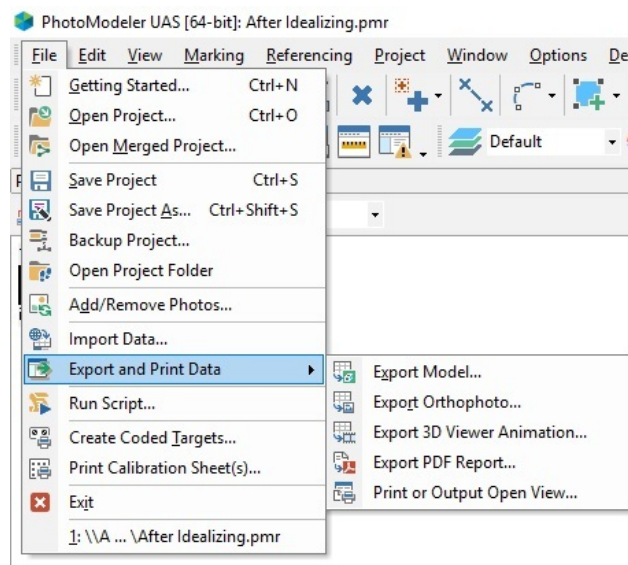 PhotoModeler UAS [64-bit]: After Idealizing.pmr
File Edit View Marking Referencing Project Window Options De
Getting Started... Ctrl+N
Open Project... Ctrl+O
Open Merged Project...
Default
Save Project Ctrl+S
Save Project As... Ctrl+Shift+S
Backup Project...
Open Project Folder
Add/Remove Photos...
Import Data...
Export and Print Data
Export Model...
Run Script...
Export Orthophoto...
Create Coded Targets...
Export 3D Viewer Animation...
Print Calibration Sheet(s)...
Export PDF Report...
Exit
Print or Output Open View...
1: \\A ... \After Idealizing.pmr